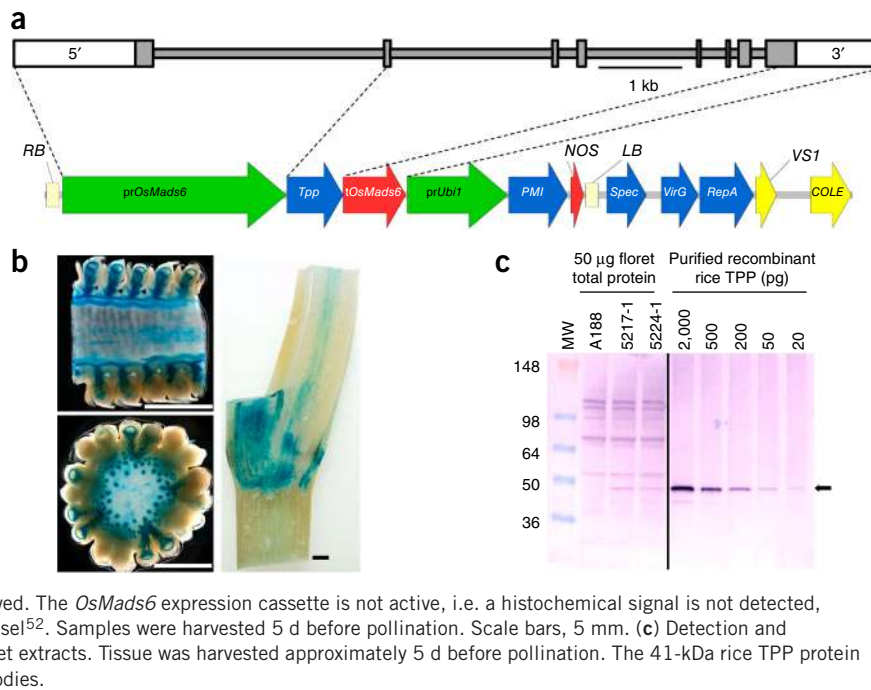 a
5′
3′
1 kb
RB
NOS
LB
VS1
prOsMads6
Tpp
tOsMads6
prUbi1
PMI
Spec
VirG
RepA
COLE
b
c
50 µg floret total protein
Purified recombinant rice TPP (pg)
MW
A188
5217-1
5224-1
2,000
500
200
50
20
148
98
64
50
36
ved. The OsMads6 expression cassette is not active, i.e. a histochemical signal is not detected,
sel52. Samples were harvested 5 d before pollination. Scale bars, 5 mm. (c) Detection and
et extracts. Tissue was harvested approximately 5 d before pollination. The 41-kDa rice TPP protein
odies.